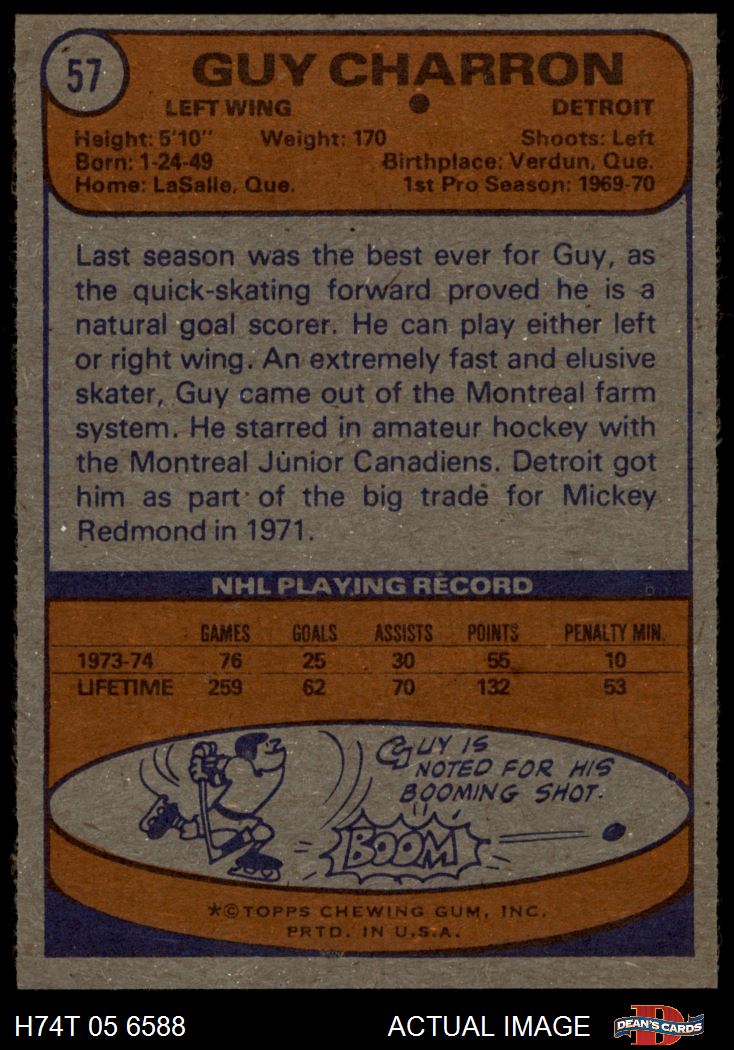 57
GUY CHARRON
LEFT WING
DETROIT
Height: 5'10" Weight: 170 Shoots: Left
Born: 1-24-49 Birthplace: Verdun, Que.
Home: LaSalle, Que. 1st Pro Season: 1969-70
Last season was the best ever for Guy, as
the quick-skating forward proved he is a
natural goal scorer. He can play either left
or right wing. An extremely fast and elusive
skater, Guy came out of the Montreal farm
system. He starred in amateur hockey with
the Montreal Junior Canadiens. Detroit got
him as part of the big trade for Mickey
Redmond in 1971.
NHL PLAYING RECORD
D
GAMES GOALS ASSISTS POINTS PENALTY MIN.
1973-74 76 25 30 55 10
LIFETIME 259 62 70 132 53
GUY IS
NOTED FOR HIS
BOOMING SHOT.
BOOM
*©TOPPS CHEWING GUM, INC.
PRTD. IN U.S.A.
H74T 05 6588
ACTUAL IMAGE
D
DEAN'S CARDS